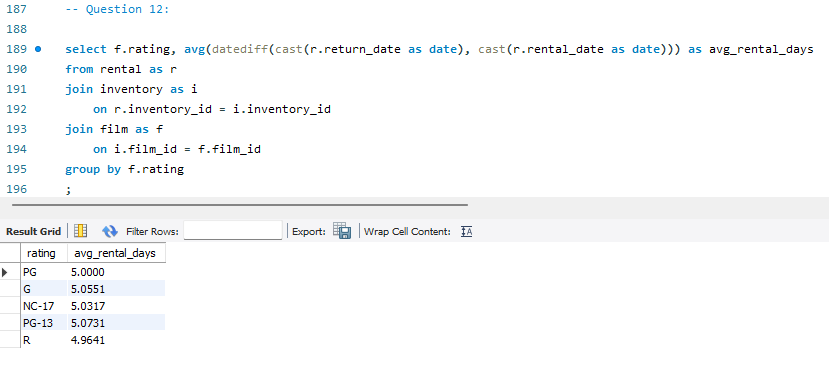 187 -- Question 12:
188
189 select f.rating, avg(datediff(cast(r.return_date as date), cast(r.rental_date as date))) as avg_rental_days
190 from rental as r
191 join inventory as i
192 on r.inventory_id = i.inventory_id
193 join film as f
194 on i.film_id = f.film_id
195 group by f.rating
196 ;
Result Grid Filter Rows: Export: Wrap Cell Content: IA
rating avg_rental_days
PG 5.0000
G 5.0551
NC-17 5.0317
PG-13 5.0731
R 4.9641